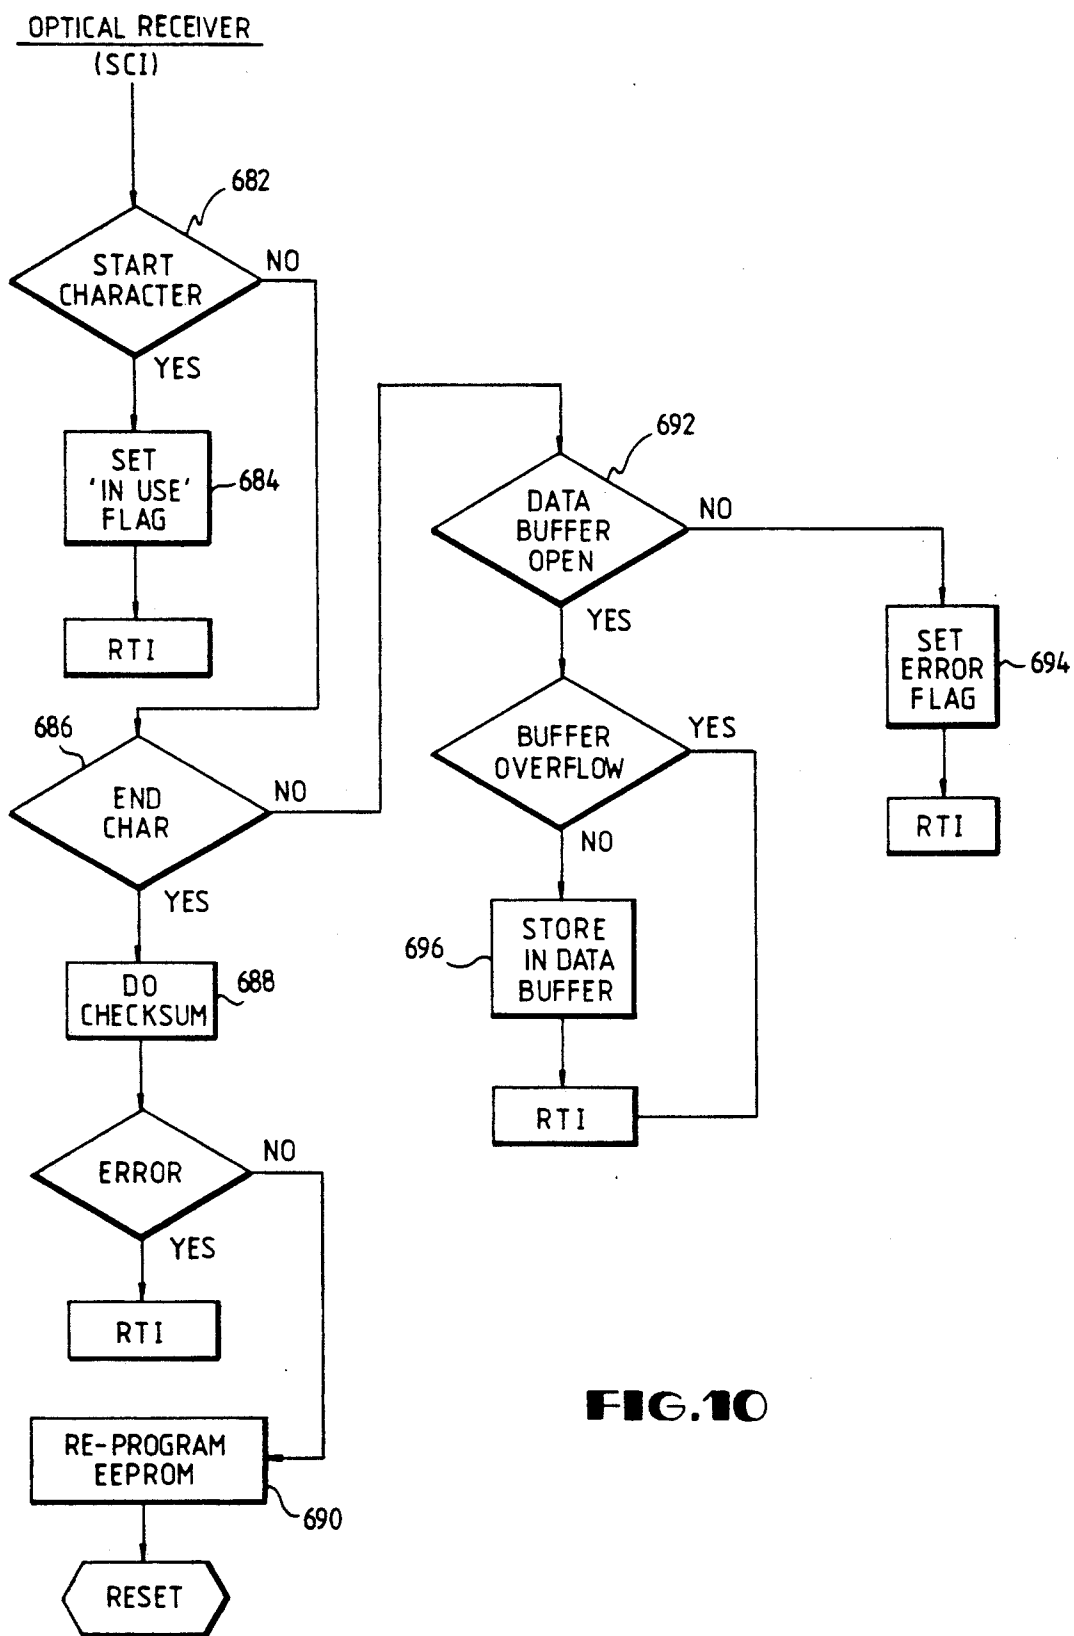 OPTICAL RECEIVER
(SCI)
682
START
CHARACTER
NO
YES
SET
'IN USE'
FLAG
684
RTI
686
END
CHAR
NO
YES
DO
CHECKSUM
688
ERROR
NO
YES
RTI
RE-PROGRAM
EEPROM
690
RESET
692
DATA
BUFFER
OPEN
NO
YES
SET
ERROR
FLAG
694
RTI
BUFFER
OVERFLOW
YES
NO
STORE
IN DATA
BUFFER
696
RTI
FIG.10